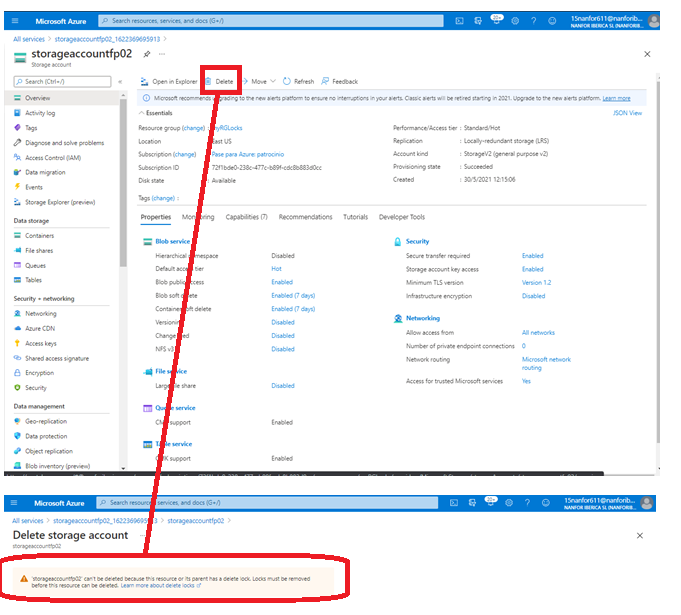 Microsoft Azure
Search resources, services, and docs (G+/)
20+
15nanfor611@nanforib...
NANFOR IBERICA SL (NANFORIB...
All services > storageaccountfp02_1622369695913 >
storageaccountfp02
Storage account
Search (Ctrl+/)
Open in Explorer Delete Move Refresh Feedback
Overview
Activity log
Tags
Diagnose and solve problems
Access Control (IAM)
Data migration
Events
Storage Explorer (preview)
Data storage
Containers
File shares
Queues
Tables
Security + networking
Networking
Azure CDN
Access keys
Shared access signature
Encryption
Security
Data management
Geo-replication
Data protection
Object replication
Blob inventory (preview)
Microsoft recommends upgrading to the new alerts platform to ensure no interruptions in your alerts. Classic alerts will be retired starting in 2021. Upgrade to the new alerts platform. Learn more
Essentials
JSON View
Resource group (change) : myRGLocks
Location : East US
Subscription (change) : Pase para Azure: patrocinio
Subscription ID
Disk state : Available
Performance/Access tier : Standard/Hot
Replication : Locally-redundant storage (LRS)
Account kind : StorageV2 (general purpose v2)
Provisioning state : Succeeded
Created : 30/5/2021 12:15:06
Tags (change) :
Properties Monitoring Capabilities (7) Recommendations Tutorials Developer Tools
Blob service
Hierarchical namespace Disabled
Default access tier Hot
Blob public access Enabled
Blob soft delete Enabled (7 days)
Container soft delete Enabled (7 days)
Versioning Disabled
Change feed Disabled
NFS v3 Disabled
File service
Large file share Disabled
Queue service
CMK support Enabled
Table service
CMK support Enabled
Security
Secure transfer required Enabled
Storage account key access Enabled
Minimum TLS version Version 1.2
Infrastructure encryption Disabled
Networking
Allow access from All networks
Number of private endpoint connections 0
Network routing Microsoft network
routing
Access for trusted Microsoft services Yes
Microsoft Azure
Search resources, services, and docs (G+/)
20+
15nanfor611@nanforib...
NANFOR IBERICA SL (NANFORIB...
All services > storageaccountfp02_1622369695913 > storageaccountfp02 >
Delete storage account
storageaccountfp02
'storageaccountfp02' can't be deleted because this resource or its parent has a delete lock. Locks must be removed
before this resource can be deleted. Learn more about delete locks